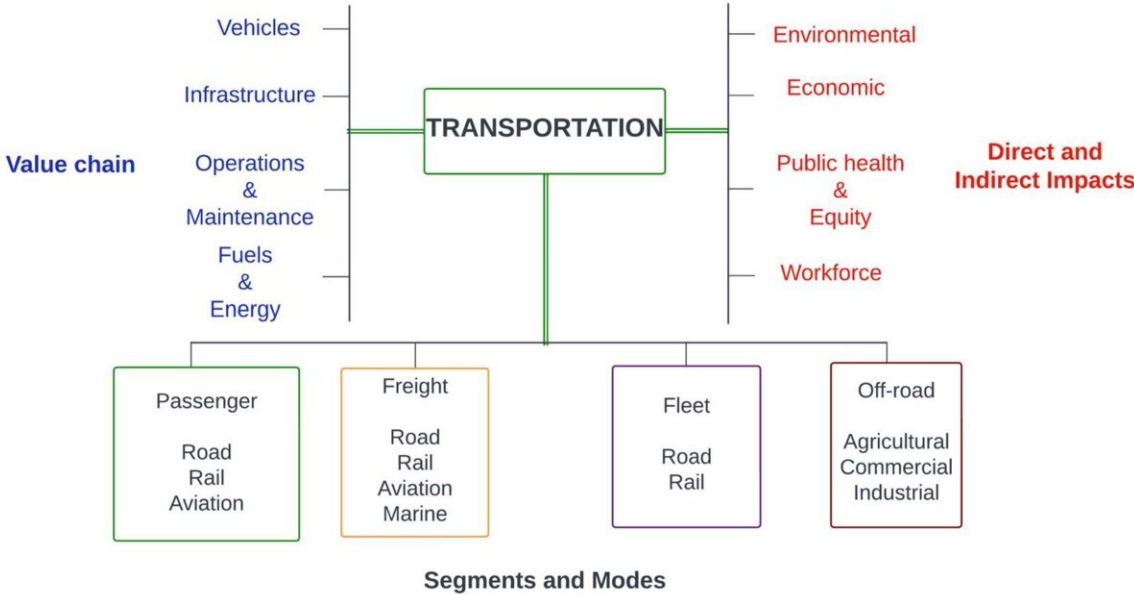 Vehicles
Infrastructure
Value chain
Operations
&
Maintenance
Fuels
&
Energy
TRANSPORTATION
Environmental
Economic
Public health
&
Equity
Workforce
Direct and
Indirect Impacts
Passenger
Road
Rail
Aviation
Freight
Road
Rail
Aviation
Marine
Fleet
Road
Rail
Off-road
Agricultural
Commercial
Industrial
Segments and Modes